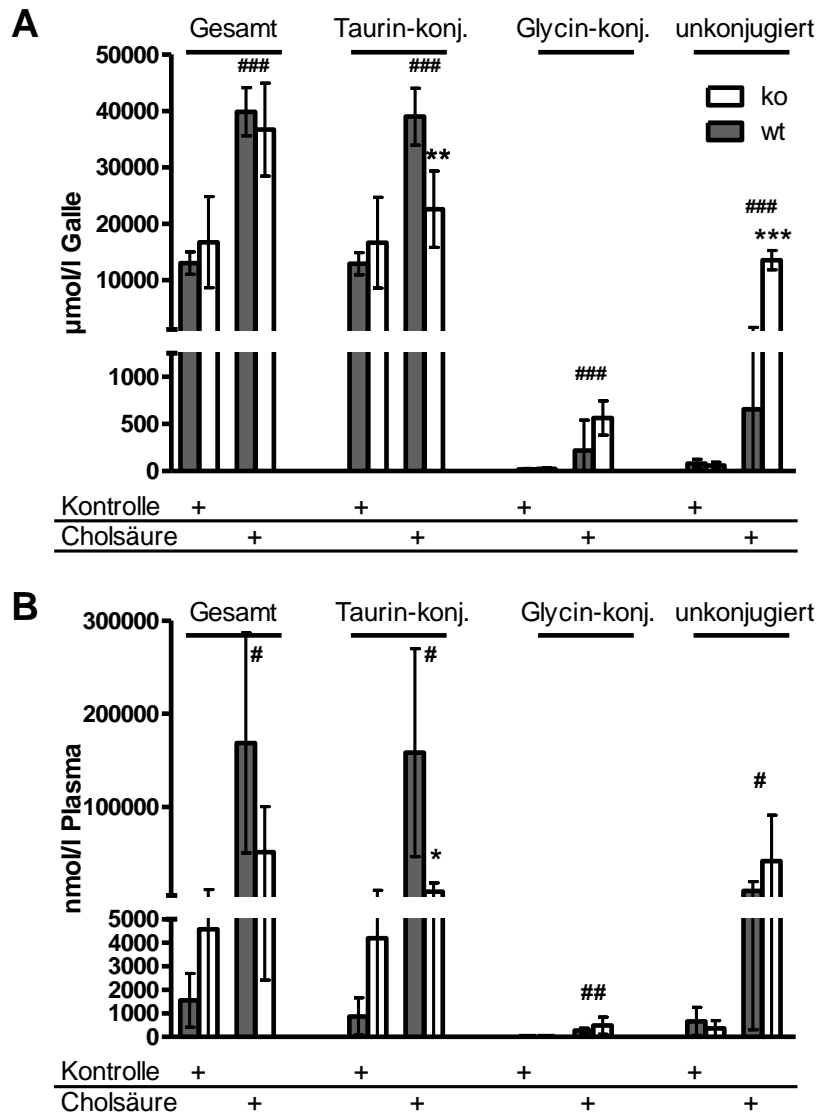 A
Gesamt Taurin-konj. Glycin-konj. unkonjugiert
50000
40000
30000
20000
10000
1000
500
0
µmol/l Galle
### ### ### ###
** ***
ko
wt
Kontrolle + + + +
Cholsäure + + + +
B
Gesamt Taurin-konj. Glycin-konj. unkonjugiert
300000
200000
100000
5000
4000
3000
2000
1000
0
nmol/l Plasma
# # ## #
*
Kontrolle + + + +
Cholsäure + + + +